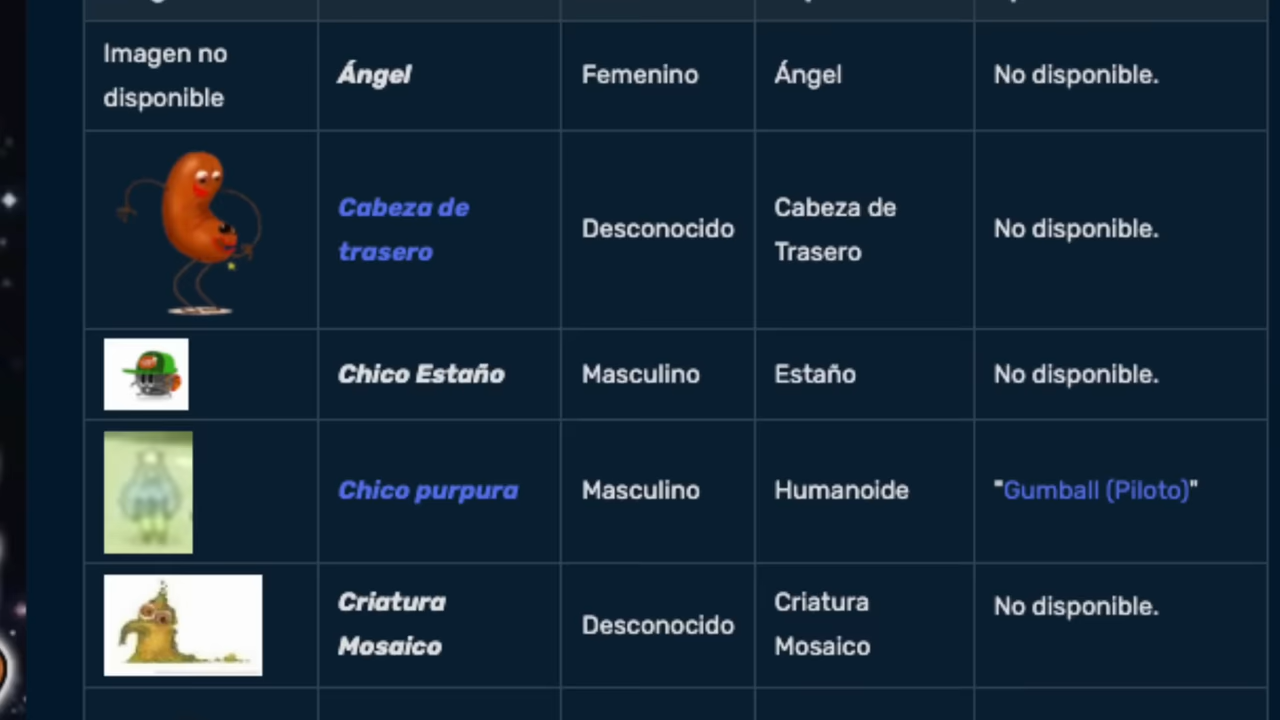 Imagen no
disponible
Ángel
Femenino
Ángel
No disponible.
Cabeza de
trasero
Desconocido
Cabeza de
Trasero
No disponible.
Chico Estaño
Masculino
Estaño
No disponible.
Chico purpura
Masculino
Humanoide
"Gumball (Piloto)"
Criatura
Mosaico
Desconocido
Criatura
Mosaico
No disponible.